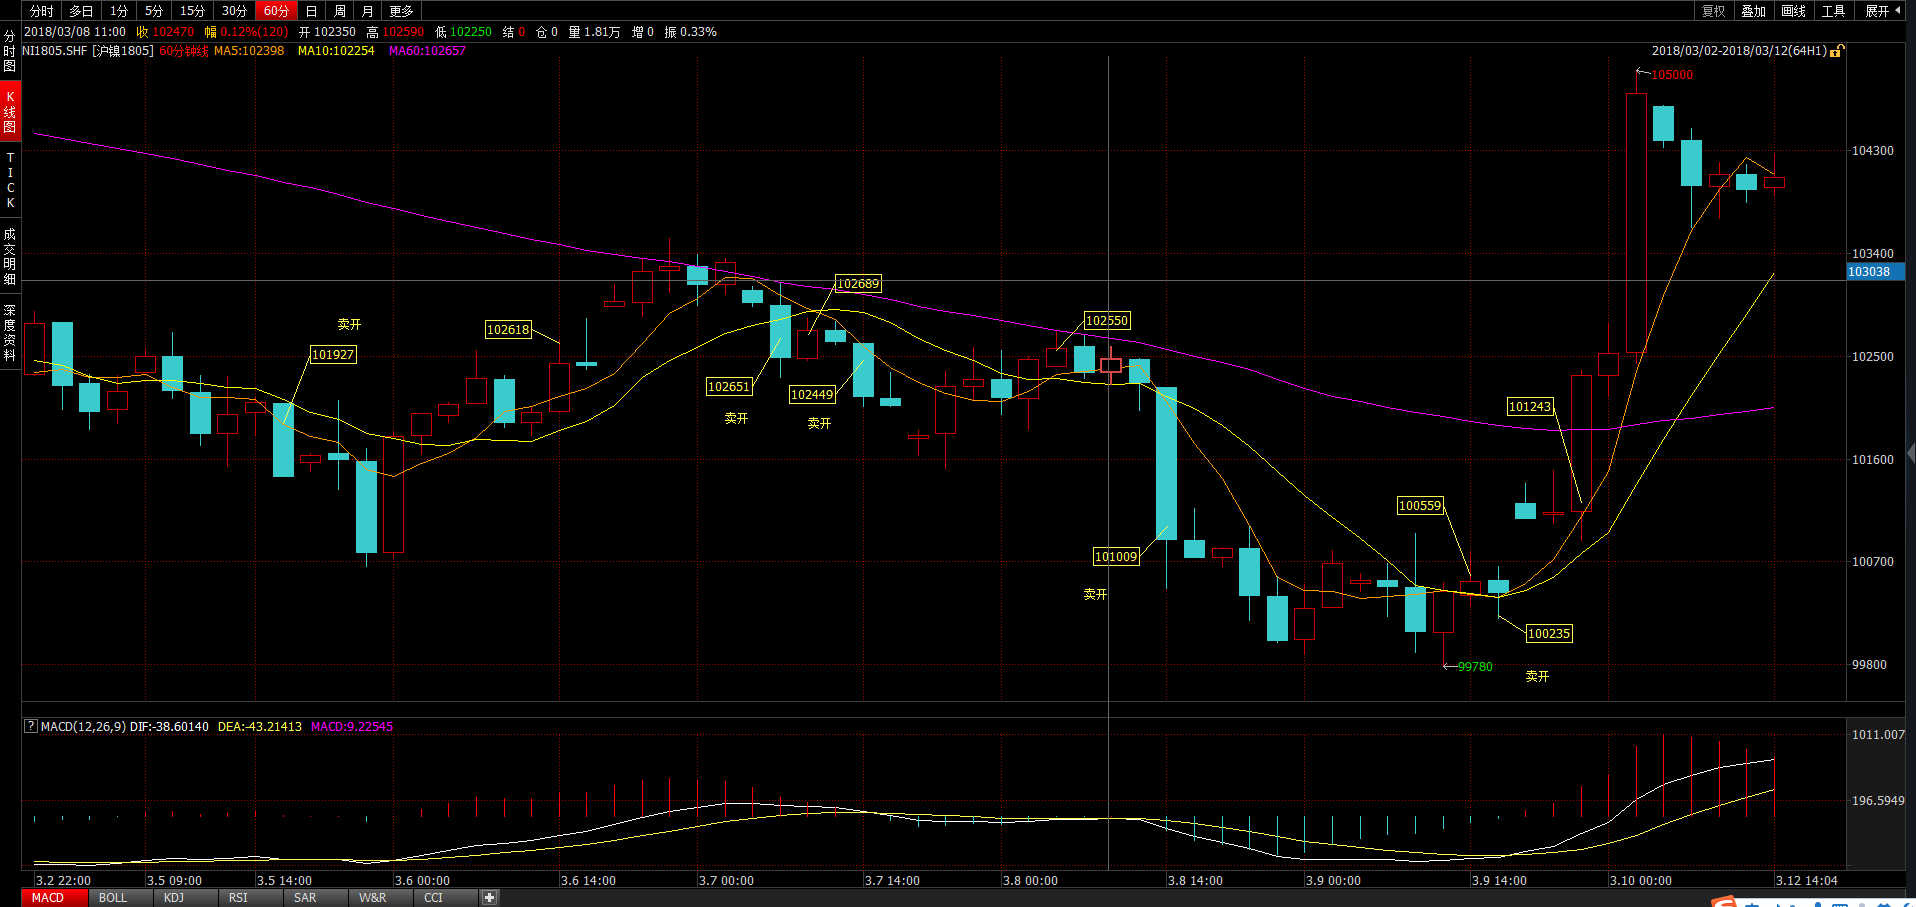 分时 多日 1分 5分 15分 30分 60分 日 周 月 更多 复权 叠加 画线 工具 展开
2018/03/08 11:00 收 102470 幅 0.12%(120) 开 102350 高 102590 低 102250 结 0 仓 0 量 1.81万 增 0 振 0.33%
NI1805.SHF [沪镍1805] 60分钟线 MA5:102398 MA10:102254 MA60:102657 2018/03/02-2018/03/12(64H1)
分时图
K线图
TICK
成交明细
深度资料
105000
104300
103400
103038
102689
102550
卖开
102618
101927
102500
102651
102449
卖开
卖开
101243
101600
100559
101009
100700
卖开
100235
99780
99800
卖开
? MACD(12,26,9) DIF:-38.60140 DEA:-43.21413 MACD:9.22545
1011.007
196.5949
3.2 22:00 3.5 09:00 3.5 14:00 3.6 00:00 3.6 14:00 3.7 00:00 3.7 14:00 3.8 00:00 3.8 14:00 3.9 00:00 3.9 14:00 3.10 00:00 3.12 14:04
MACD BOLL KDJ RSI SAR W&R CCI